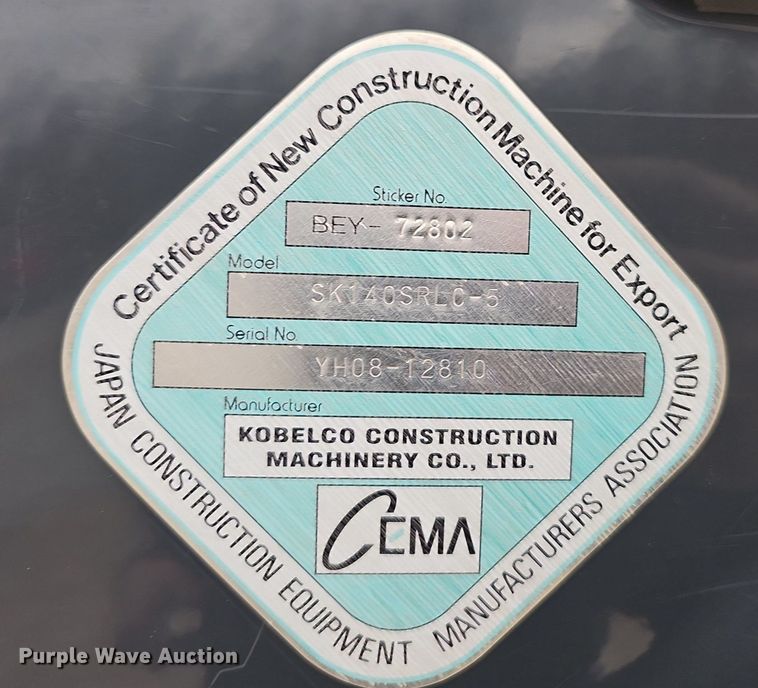 Certificate of New Construction Machine for Export
Sticker No.
BEY- 72802
Model
SK140SRLC-5
Serial No.
YH08-12810
Manufacturer
KOBELCO CONSTRUCTION
MACHINERY CO., LTD.
CEMA
JAPAN CONSTRUCTION EQUIPMENT MANUFACTURERS ASSOCIATION
Purple Wave Auction